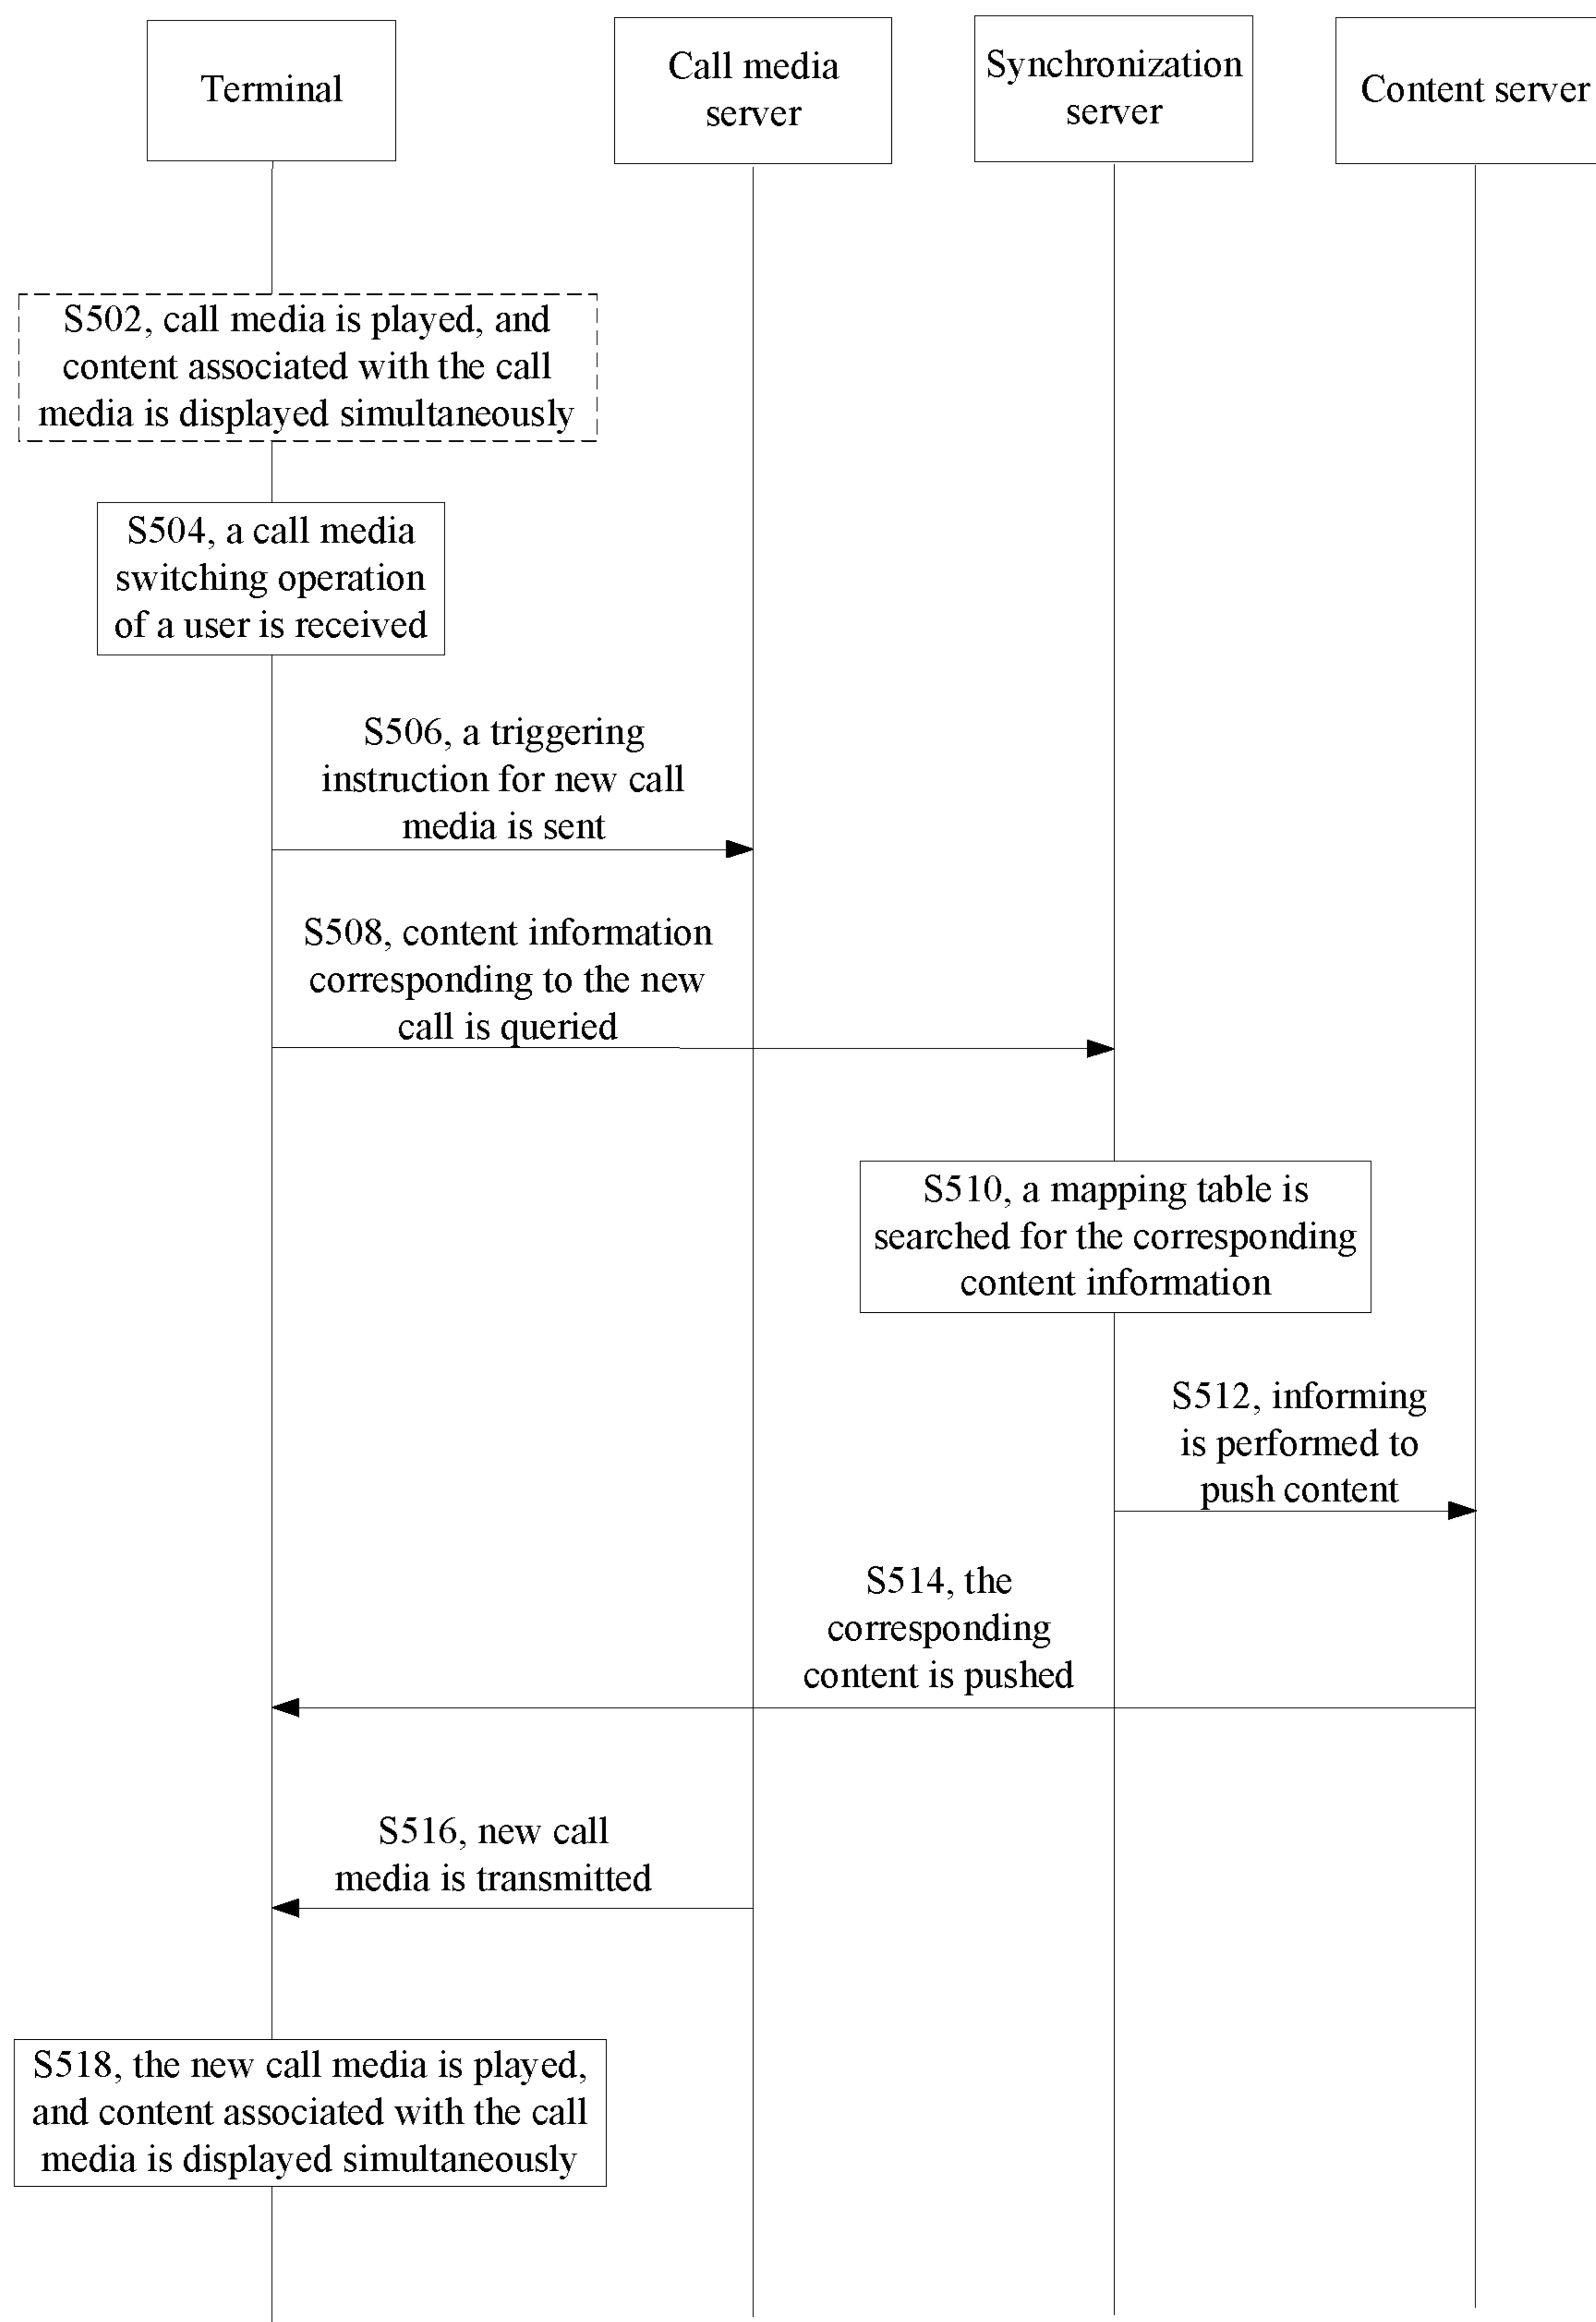 Terminal
Call media
server
Synchronization
server
Content server
S502, call media is played, and
content associated with the call
media is displayed simultaneously
S504, a call media
switching operation
of a user is received
S506, a triggering
instruction for new call
media is sent
S508, content information
corresponding to the new
call is queried
S510, a mapping table is
searched for the corresponding
content information
S512, informing
is performed to
push content
S514, the
corresponding
content is pushed
S516, new call
media is transmitted
S518, the new call media is played,
and content associated with the call
media is displayed simultaneously